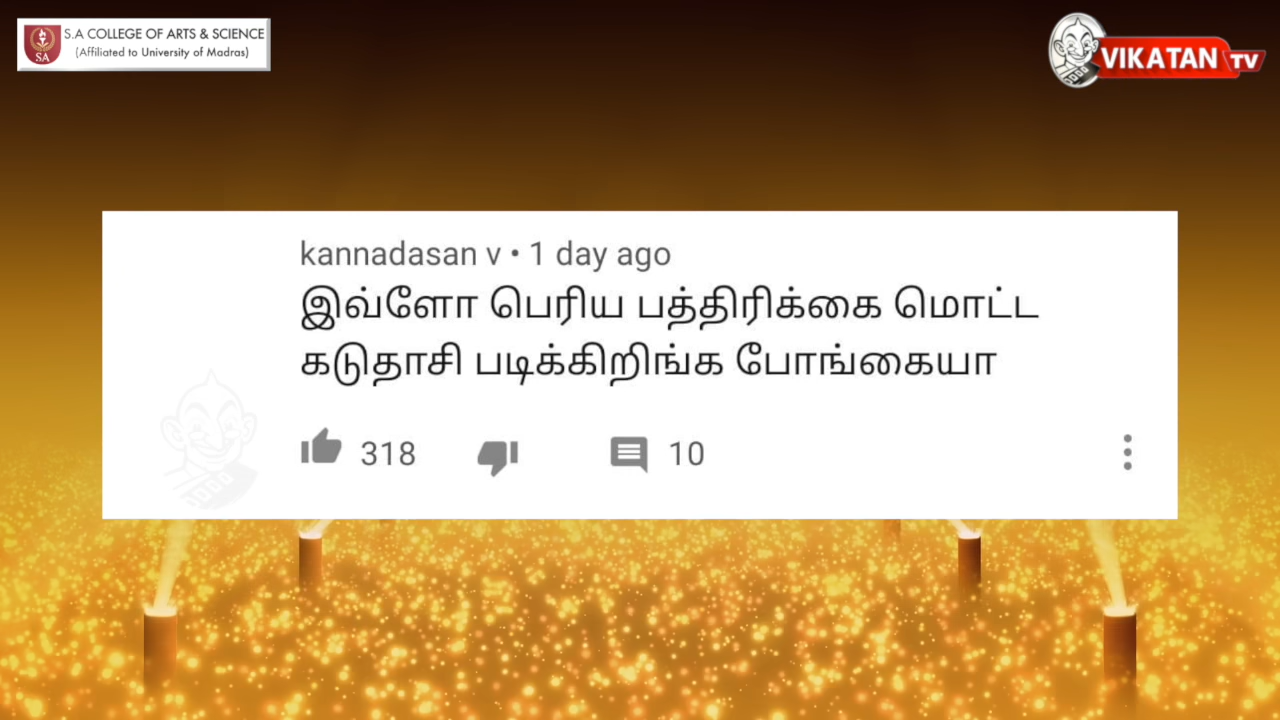 S.A COLLEGE OF ARTS & SCIENCE
(Affiliated to University of Madras)
SA
VIKATAN TV
kannadasan v • 1 day ago
இவ்ளோ பெரிய பத்திரிக்கை மொட்ட
கடுதாசி படிக்கிறிங்க போங்கையா
318
10